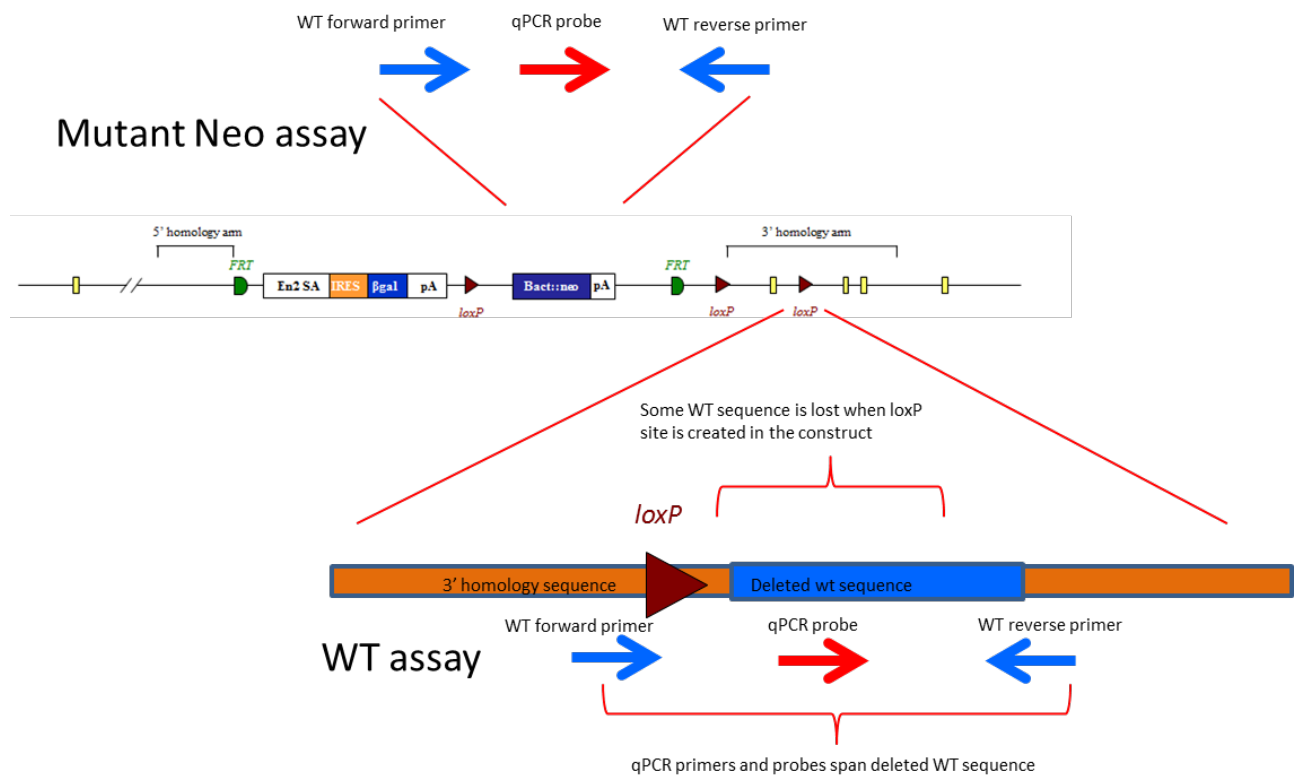 WT forward primer
qPCR probe
WT reverse primer
Mutant Neo assay
5' homology arm
3' homology arm
FRT
FRT
En2 SA
IRES
βgal
pA
Bact::neo
pA
loxP
loxP
loxP
Some WT sequence is lost when loxP
site is created in the construct
loxP
3' homology sequence
Deleted wt sequence
WT forward primer
qPCR probe
WT reverse primer
WT assay
qPCR primers and probes span deleted WT sequence